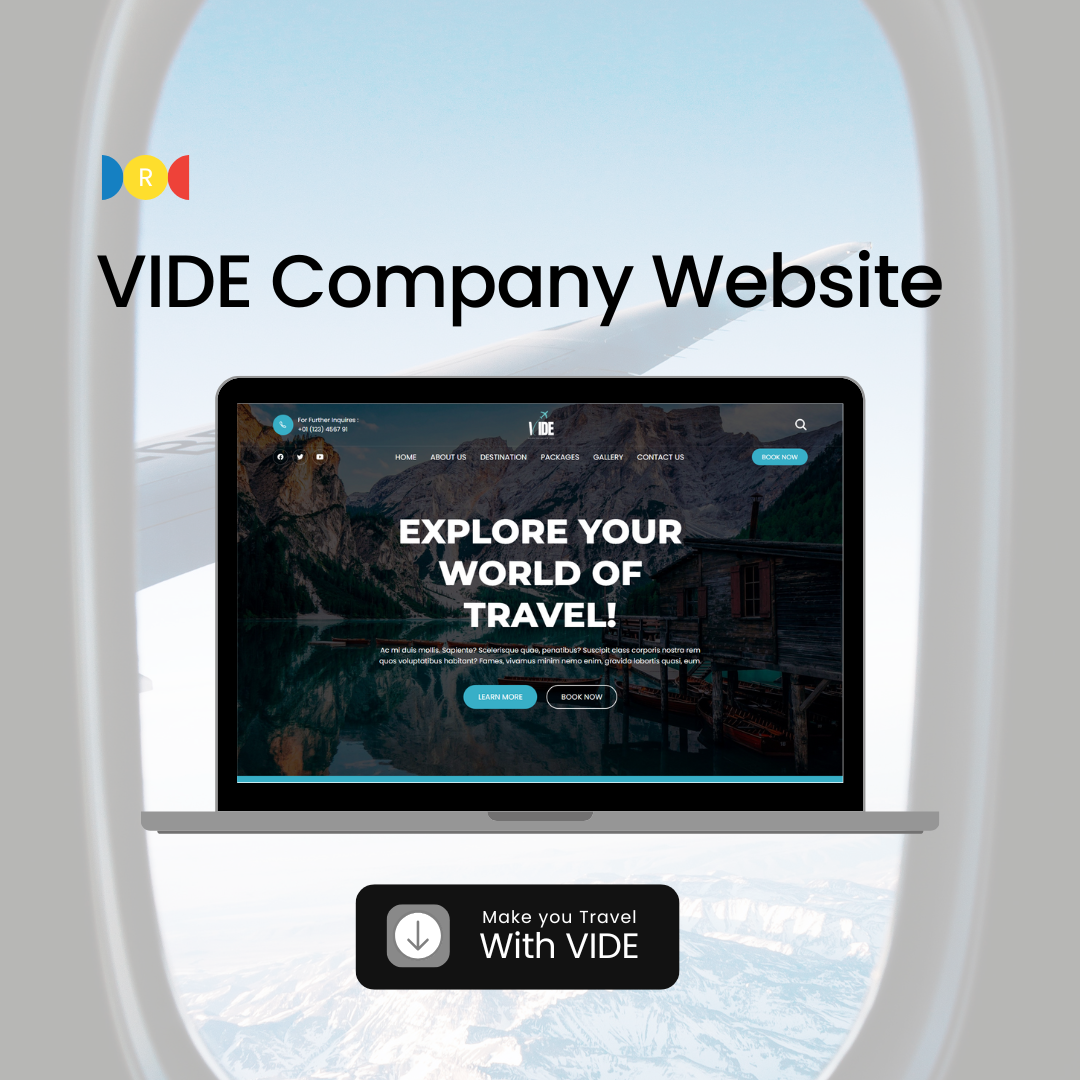 R
VIDE Company Website
For Further Inquires :
+01 (123) 4567 91
VIDE
HOME ABOUT US DESTINATION PACKAGES GALLERY CONTACT US
BOOK NOW
EXPLORE YOUR
WORLD OF
TRAVEL!
Ac mi duis mollis. Sapiente? Scelerisque quae, penatibus? Suscipit class corporis nostra rem
quos voluptatibus habitant? Fames, vivamus minim nemo enim, gravida lobortis quasi, eum.
LEARN MORE BOOK NOW
Make you Travel
With VIDE